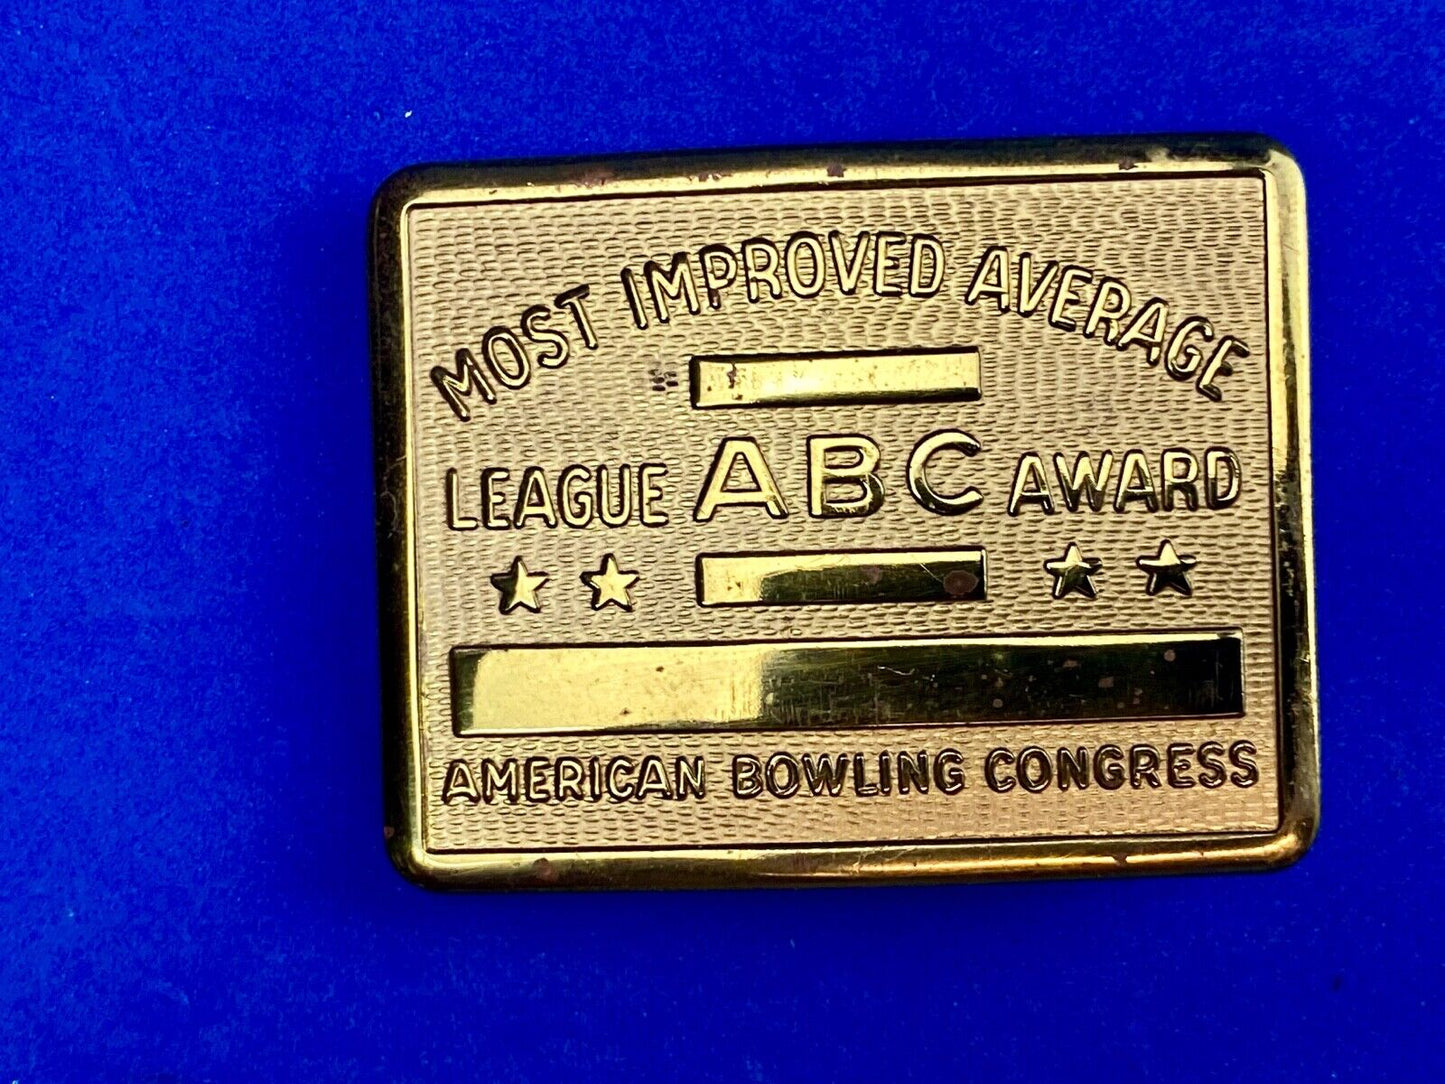 MOST IMPROVED AVERAGE
LEAGUE ABC AWARD
AMERICAN BOWLING CONGRESS